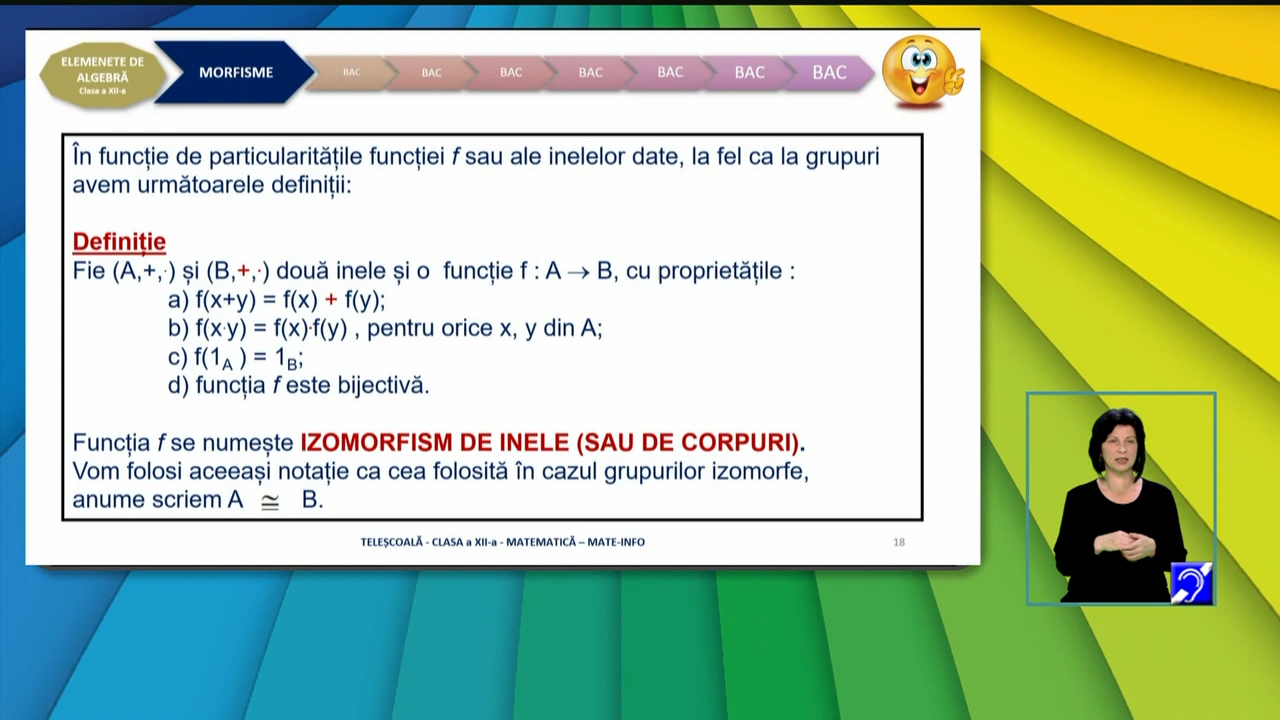 ELEMENETE DE
ALGEBRĂ
Clasa a XII-a
MORFISME
BAC
BAC
BAC
BAC
BAC
BAC
BAC
În funcție de particularitățile funcției f sau ale inelelor date, la fel ca la grupuri
avem următoarele definiții:
Definiție
Fie (A,+,·) și (B,+,·) două inele și o funcție f : A → B, cu proprietățile :
a) f(x+y) = f(x) + f(y);
b) f(x·y) = f(x)·f(y) , pentru orice x, y din A;
c) f(1_A ) = 1_B;
d) funcția f este bijectivă.
Funcția f se numește IZOMORFISM DE INELE (SAU DE CORPURI).
Vom folosi aceeași notație ca cea folosită în cazul grupurilor izomorfe,
anume scriem A ≅ B.
TELEȘCOALĂ - CLASA a XII-a - MATEMATICĂ – MATE-INFO
18